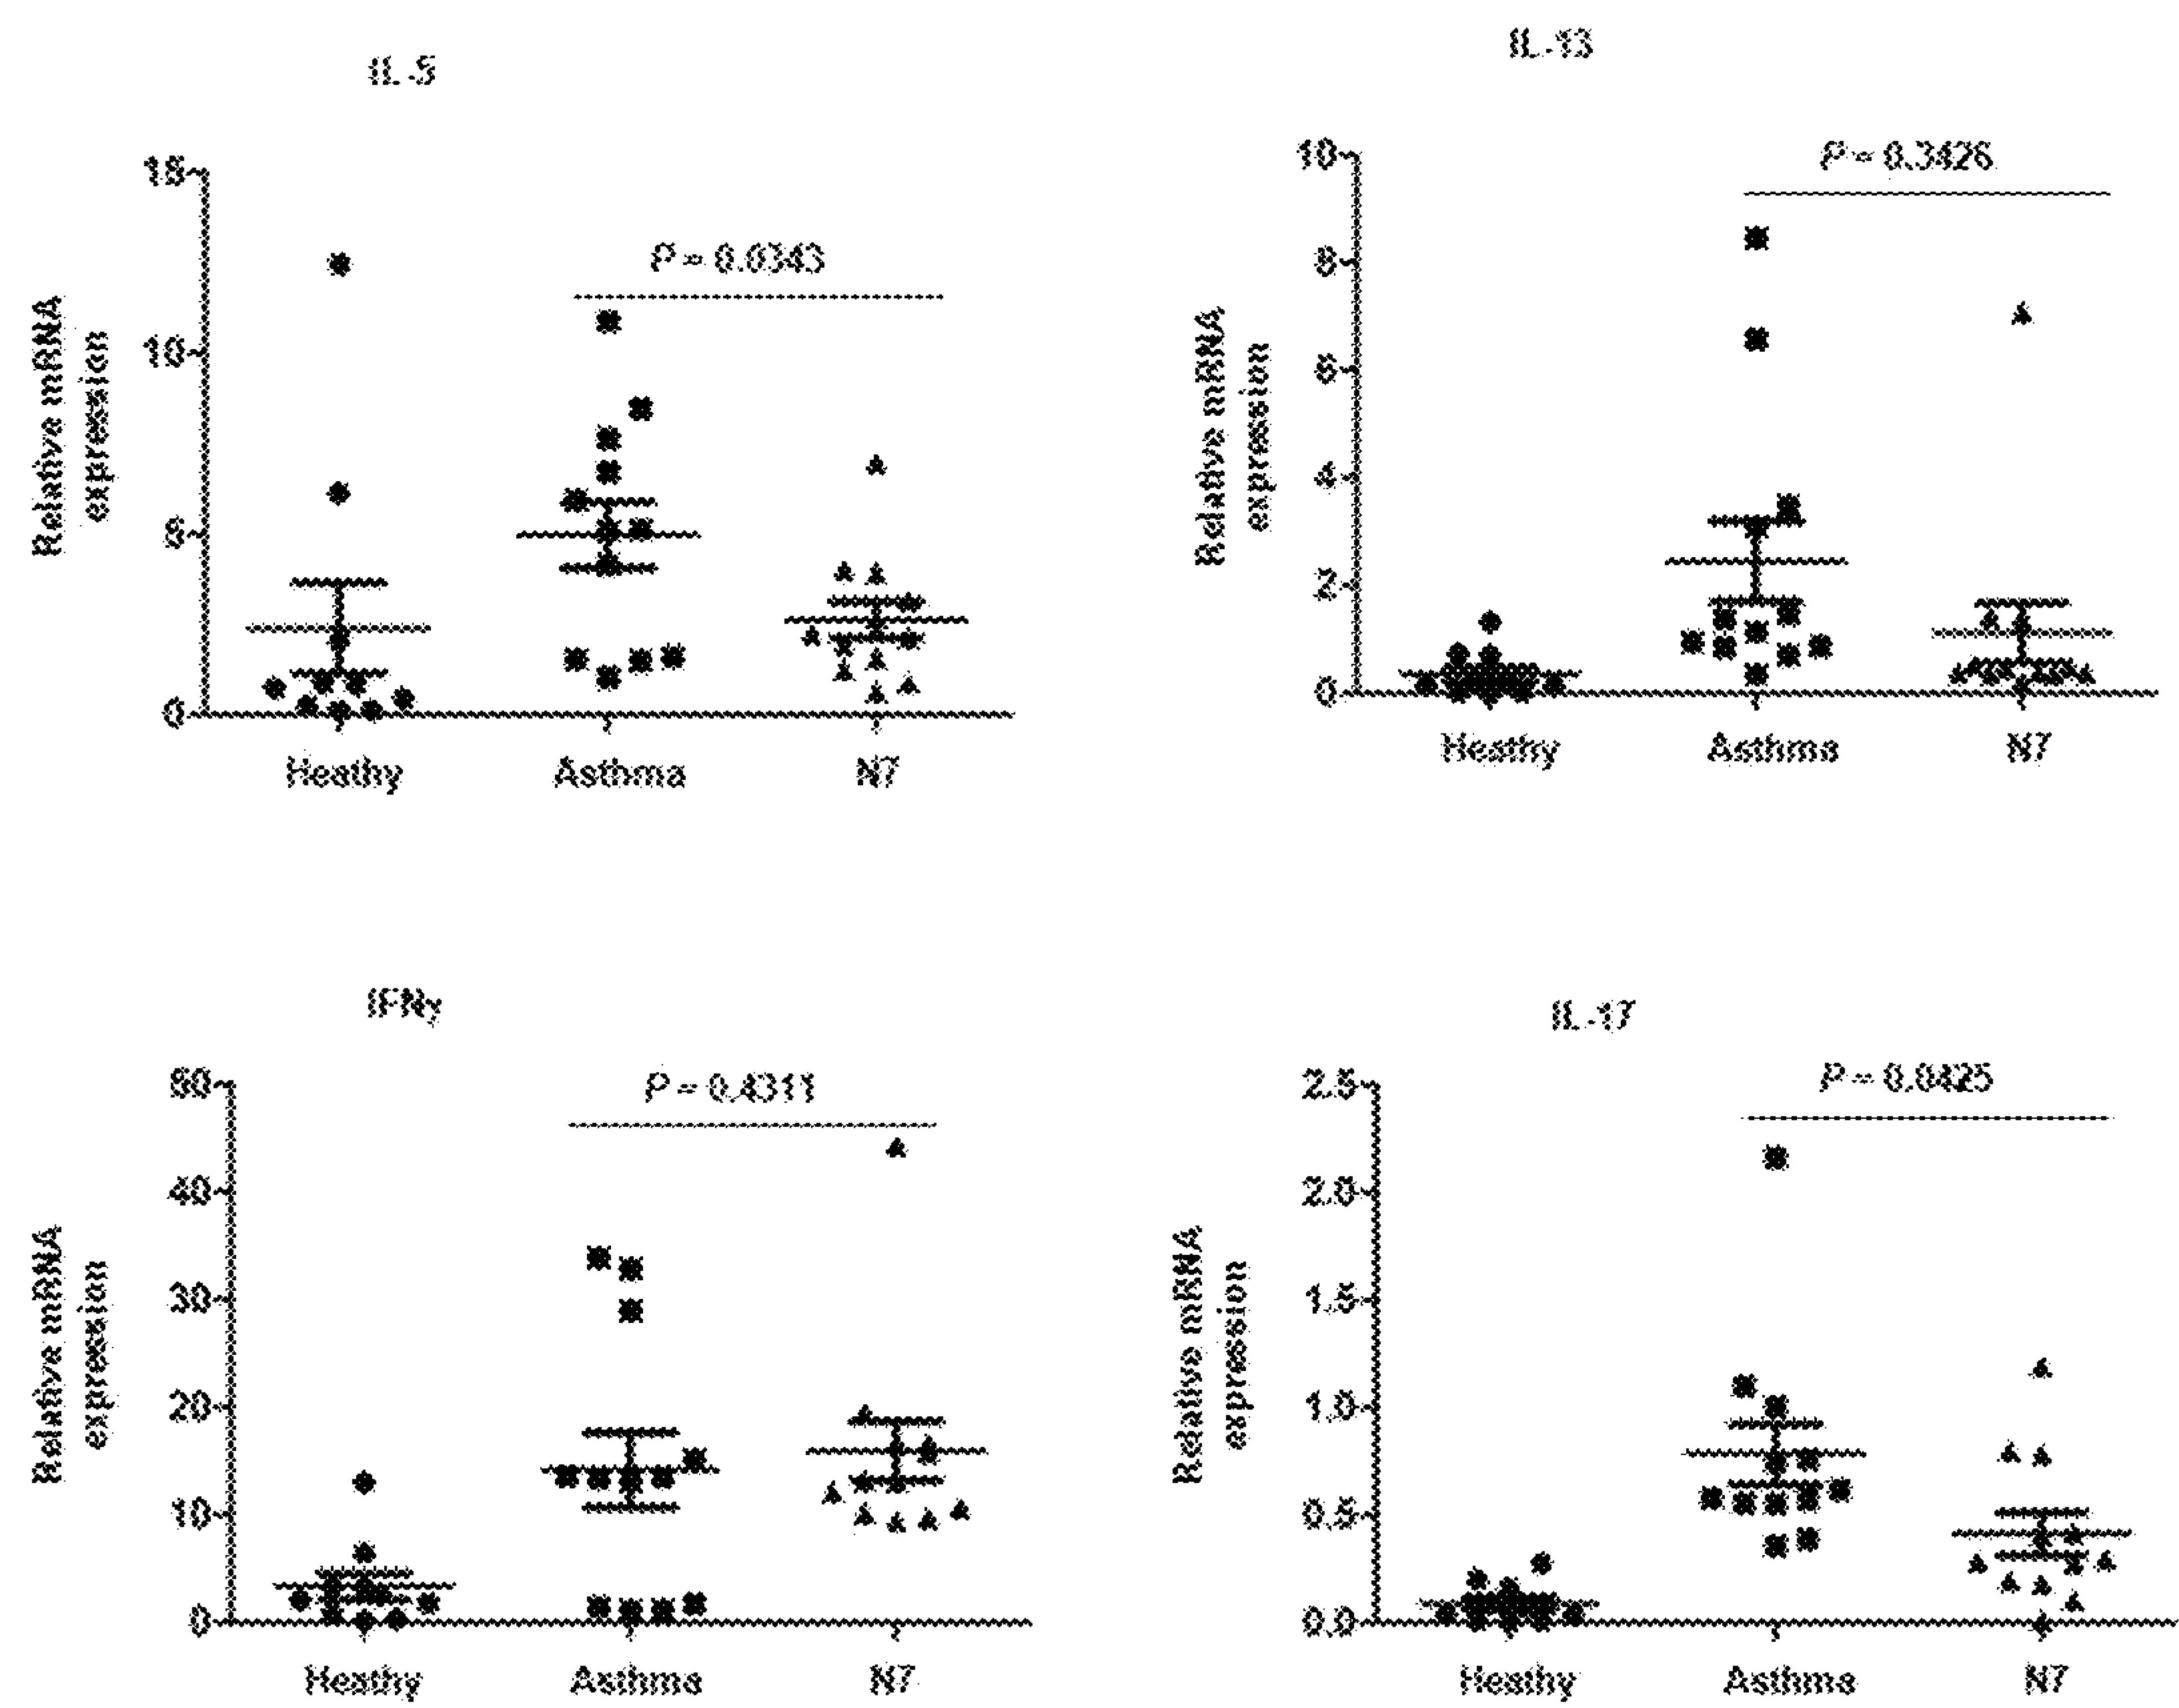 IL-5
15
P = 0.0343
10
Relative mRNA
expression
5
0
Heathy Asthma N7
IL-13
10
P = 0.3426
8
6
Relative mRNA
expression
4
2
0
Heathy Asthma N7
IFNγ
50
P = 0.4311
40
30
Relative mRNA
expression
20
10
0
Heathy Asthma N7
IL-17
2.5
P = 0.0425
2.0
1.5
Relative mRNA
expression
1.0
0.5
0.0
Heathy Asthma N7